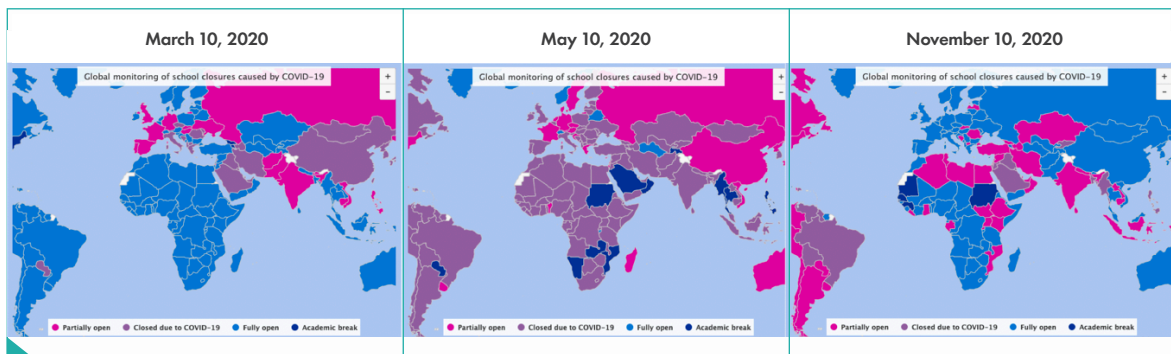 March 10, 2020
May 10, 2020
November 10, 2020
Global monitoring of school closures caused by COVID-19
+
−
Global monitoring of school closures caused by COVID-19
+
−
Global monitoring of school closures caused by COVID-19
+
−
Partially open Closed due to COVID-19 Fully open Academic break
Partially open Closed due to COVID-19 Fully open Academic break
Partially open Closed due to COVID-19 Fully open Academic break